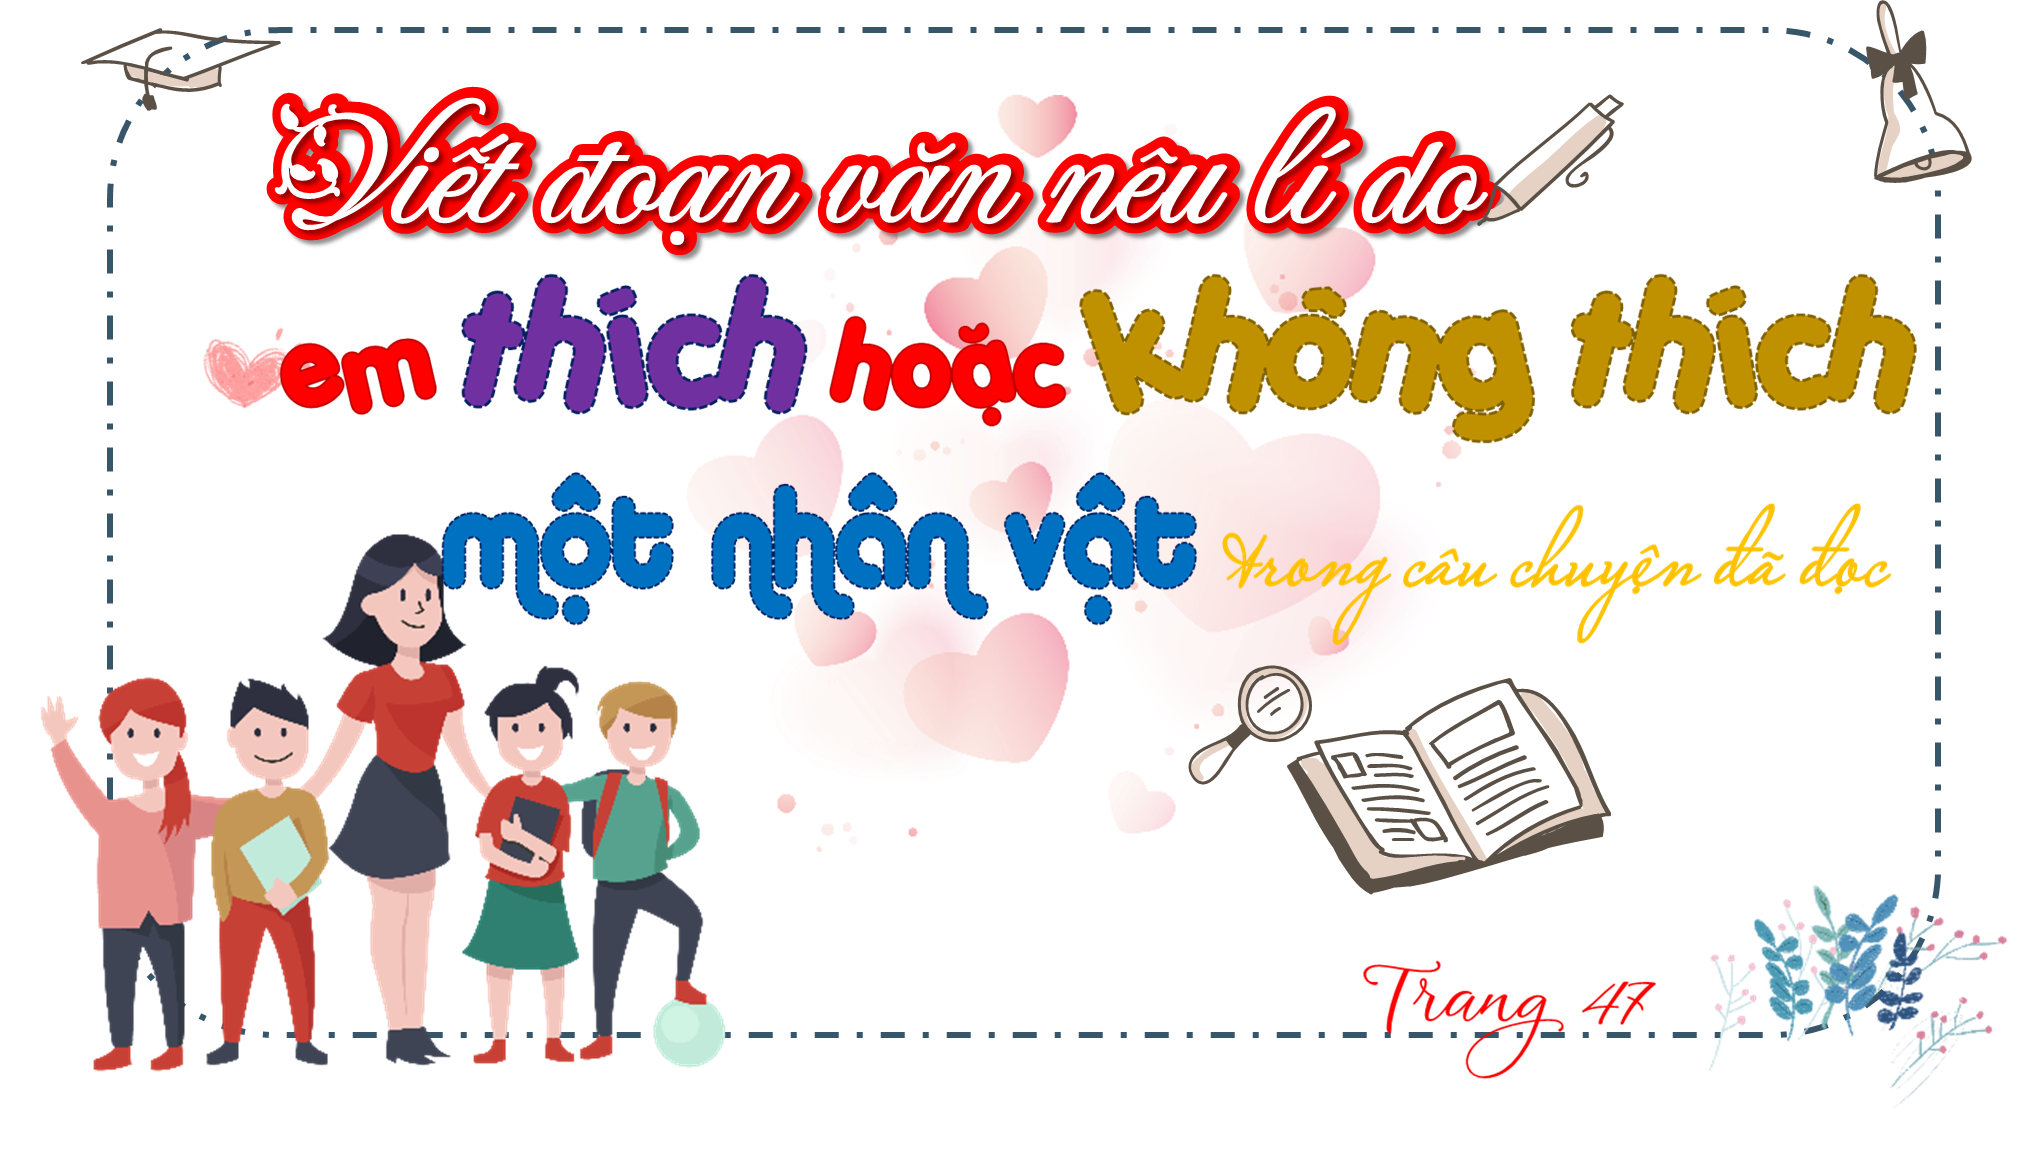 Viết đoạn văn nêu lí do
em thích hoặc không thích
một nhân vật trong câu chuyện đã đọc
Trang 47